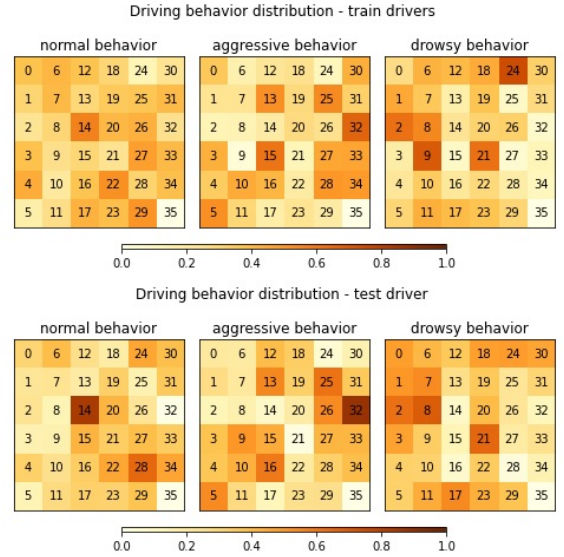 Driving behavior distribution - train drivers
normal behavior aggressive behavior drowsy behavior
0 6 12 18 24 30 0 6 12 18 24 30 0 6 12 18 24 30
1 7 13 19 25 31 1 7 13 19 25 31 1 7 13 19 25 31
2 8 14 20 26 32 2 8 14 20 26 32 2 8 14 20 26 32
3 9 15 21 27 33 3 9 15 21 27 33 3 9 15 21 27 33
4 10 16 22 28 34 4 10 16 22 28 34 4 10 16 22 28 34
5 11 17 23 29 35 5 11 17 23 29 35 5 11 17 23 29 35
0.0 0.2 0.4 0.6 0.8 1.0
Driving behavior distribution - test driver
normal behavior aggressive behavior drowsy behavior
0 6 12 18 24 30 0 6 12 18 24 30 0 6 12 18 24 30
1 7 13 19 25 31 1 7 13 19 25 31 1 7 13 19 25 31
2 8 14 20 26 32 2 8 14 20 26 32 2 8 14 20 26 32
3 9 15 21 27 33 3 9 15 21 27 33 3 9 15 21 27 33
4 10 16 22 28 34 4 10 16 22 28 34 4 10 16 22 28 34
5 11 17 23 29 35 5 11 17 23 29 35 5 11 17 23 29 35
0.0 0.2 0.4 0.6 0.8 1.0